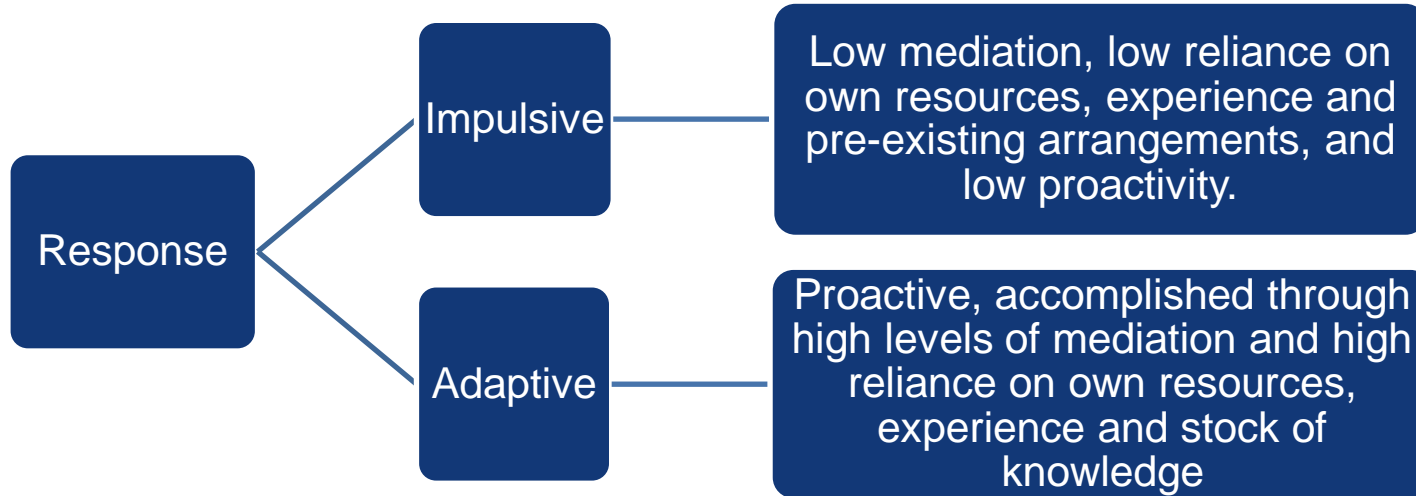 Response
Impulsive
Low mediation, low reliance on
own resources, experience and
pre-existing arrangements, and
low proactivity.
Adaptive
Proactive, accomplished through
high levels of mediation and high
reliance on own resources,
experience and stock of
knowledge